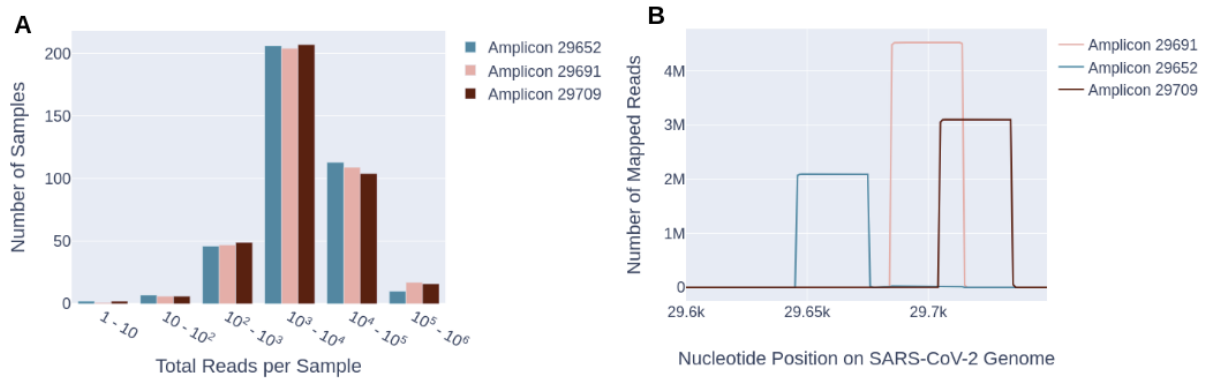 A
Number of Samples
200
150
100
50
0
1 - 10
10 - 10²
10² - 10³
10³ - 10⁴
10⁴ - 10⁵
10⁵ - 10⁶
Total Reads per Sample
Amplicon 29652
Amplicon 29691
Amplicon 29709
B
Number of Mapped Reads
4M
3M
2M
1M
0
29.6k
29.65k
29.7k
Nucleotide Position on SARS-CoV-2 Genome
Amplicon 29691
Amplicon 29652
Amplicon 29709